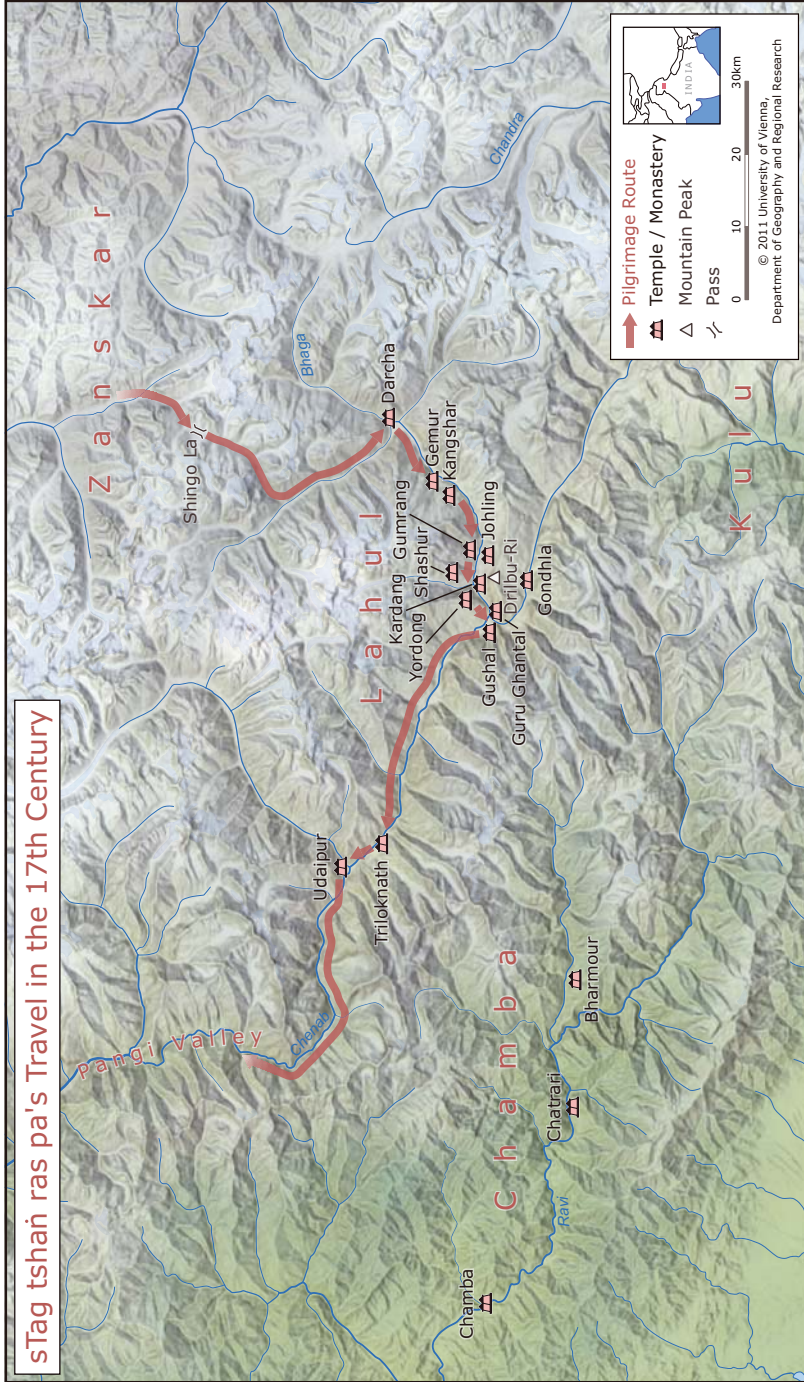 sTag tshaṅ ras pa's Travel in the 17th Century
Zanskar
Pangi Valley
Shingo La
Bhaga
Chenab
Udaipur
Lahul
Darcha
Chandra
Triloknath
Gumrang
Gemur
Shashur
Kangshar
Kardang
Yordong
Johling
Gushal
Drilbu-Ri
Guru Ghantal
Gondhla
Chamba
Chamba
Ravi
Chatrari
Bharmour
Kulu
Pilgrimage Route
Temple / Monastery
Mountain Peak
Pass
INDIA
0 10 20 30km
© 2011 University of Vienna,
Department of Geography and Regional Research